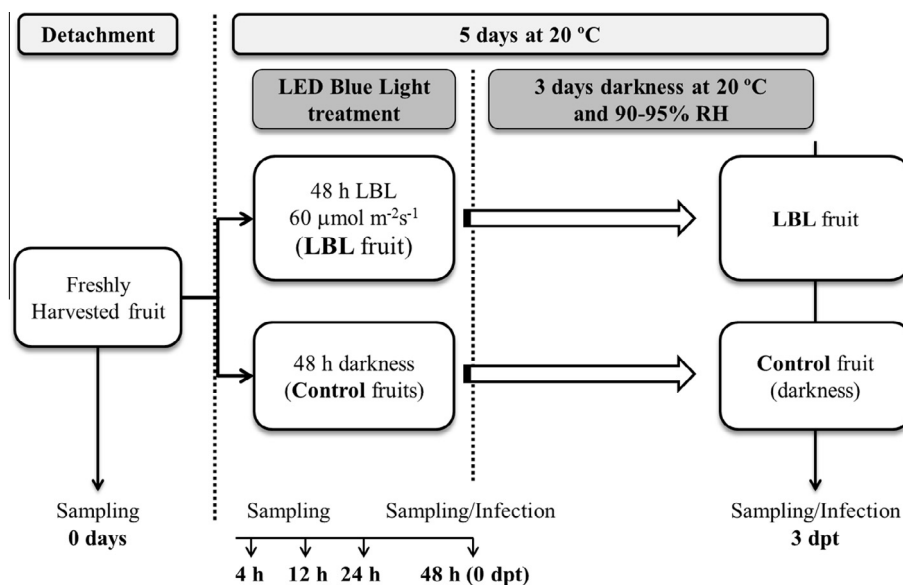 Detachment
5 days at 20 ºC
LED Blue Light
treatment
3 days darkness at 20 ºC
and 90-95% RH
48 h LBL
60 μmol m⁻²s⁻¹
(LBL fruit)
LBL fruit
Freshly
Harvested fruit
48 h darkness
(Control fruits)
Control fruit
(darkness)
Sampling
0 days
Sampling
Sampling/Infection
4 h
12 h
24 h
48 h (0 dpt)
Sampling/Infection
3 dpt